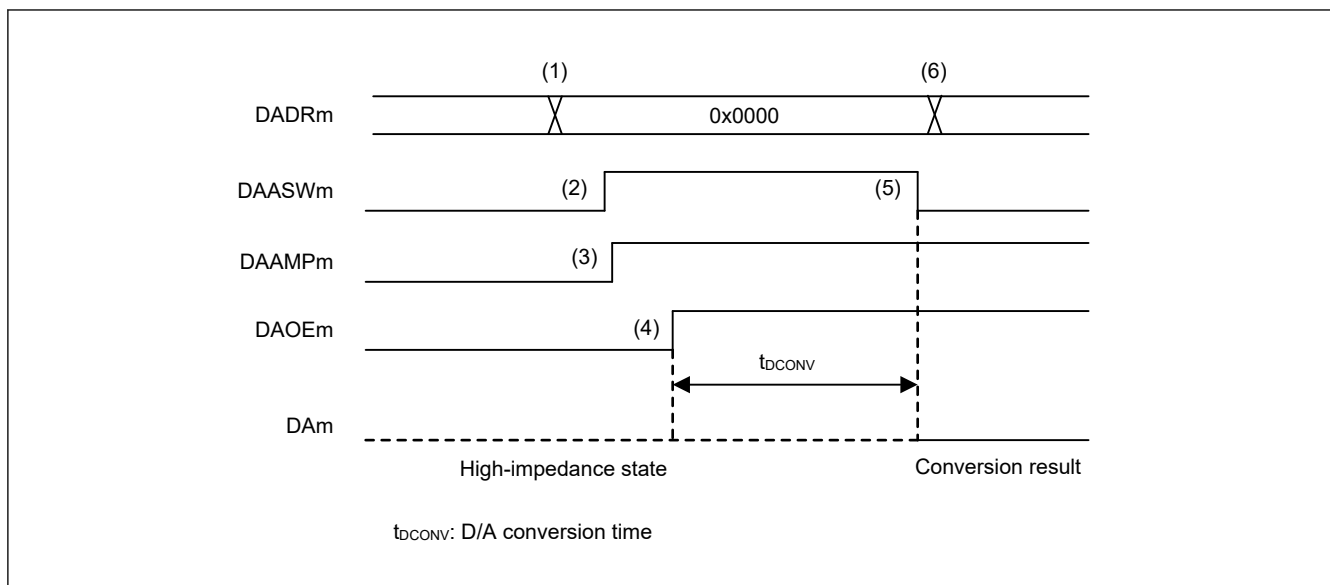 (1) (6)
DADRm 0x0000
DAASWm (2) (5)
DAAMPm (3)
DAOEm (4)
tDCONV
DAm
High-impedance state Conversion result
tDCONV: D/A conversion time